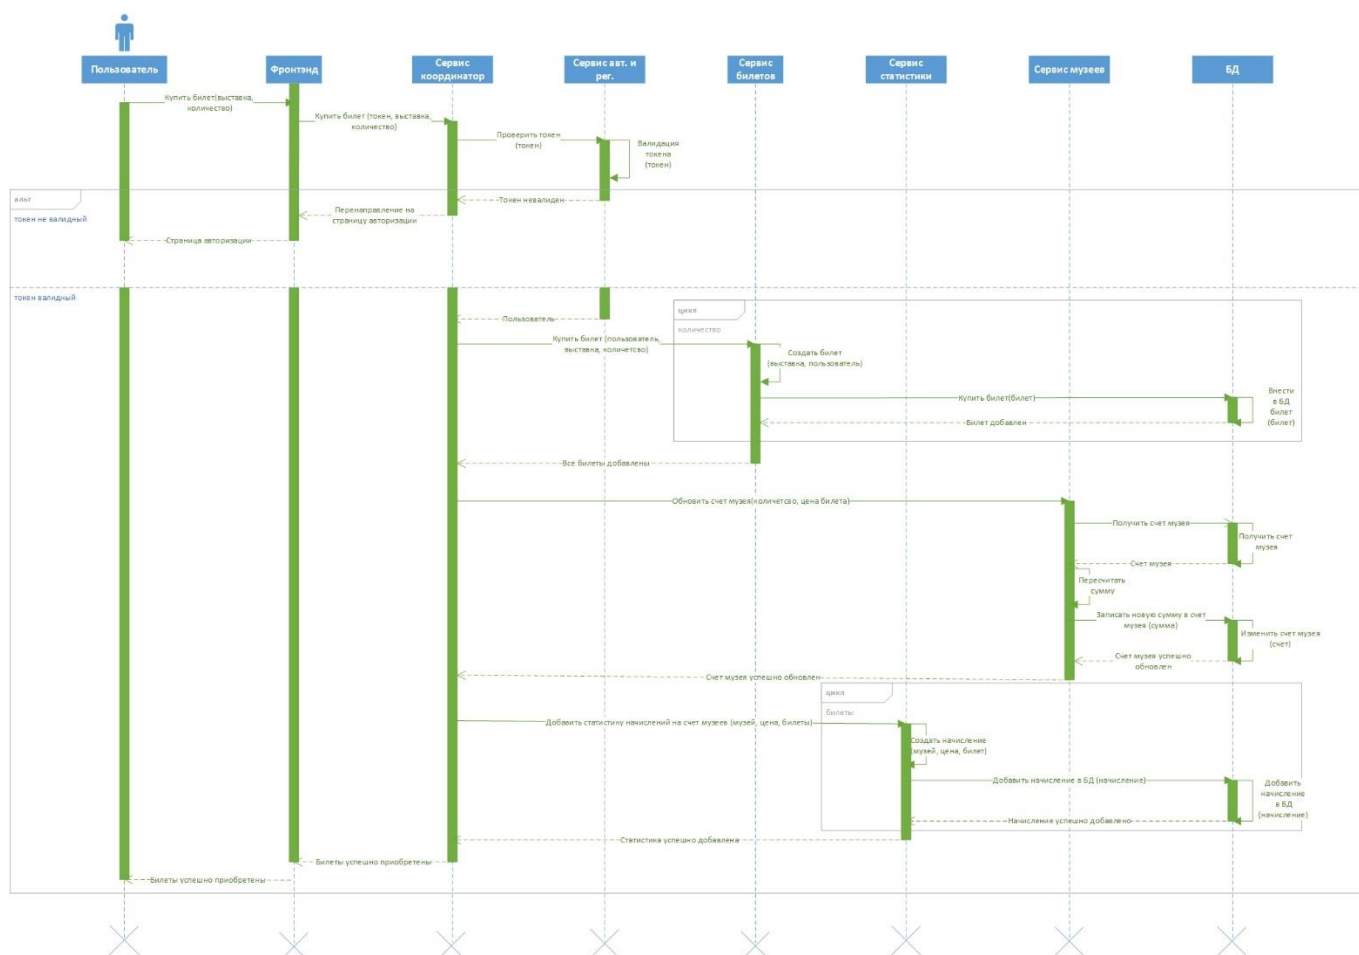 Пользователь
Фронтэнд
Сервис
координатор
Сервис авт. и
рег.
Сервис
билетов
Сервис
статистики
Сервис музеев
БД
Купить билет(выставка,
количество)
Купить билет (токен, выставка,
количество)
Проверить токен
(токен)
Валидация
токена
(токен)
альт
токен не валидный
Токен невалиден
Перенаправление на
страницу авторизации
Страница авторизации
токен валидный
Пользователь
цикл
количество
Купить билет (пользователь,
выставка, количетсво)
Создать билет
(выставка, пользователь)
Купить билет(билет)
Внести
в БД
билет
(билет)
Билет добавлен
Все билеты добавлены
Обновить счет музея(количетсво, цена билета)
Получить счет музея
Получить счет
музея
Счет музея
Пересчитать
сумму
Записать новую сумму в счет
музея (сумма)
Изменить счет музея
(счет)
Счет музея успешно
обновлен
Счет музея успешно обновлен
цикл
билеты
Добавить статистику начислений на счет музеев (музей, цена, билеты)
Создать начисление
(музей, цена, билет)
Добавить начисление в БД (начисление)
Добавить
начисление
в БД
(начисление)
Начисление успешно добавлено
Статистика успешно добавлена
Билеты успешно приобретены
Билеты успешно приобретены